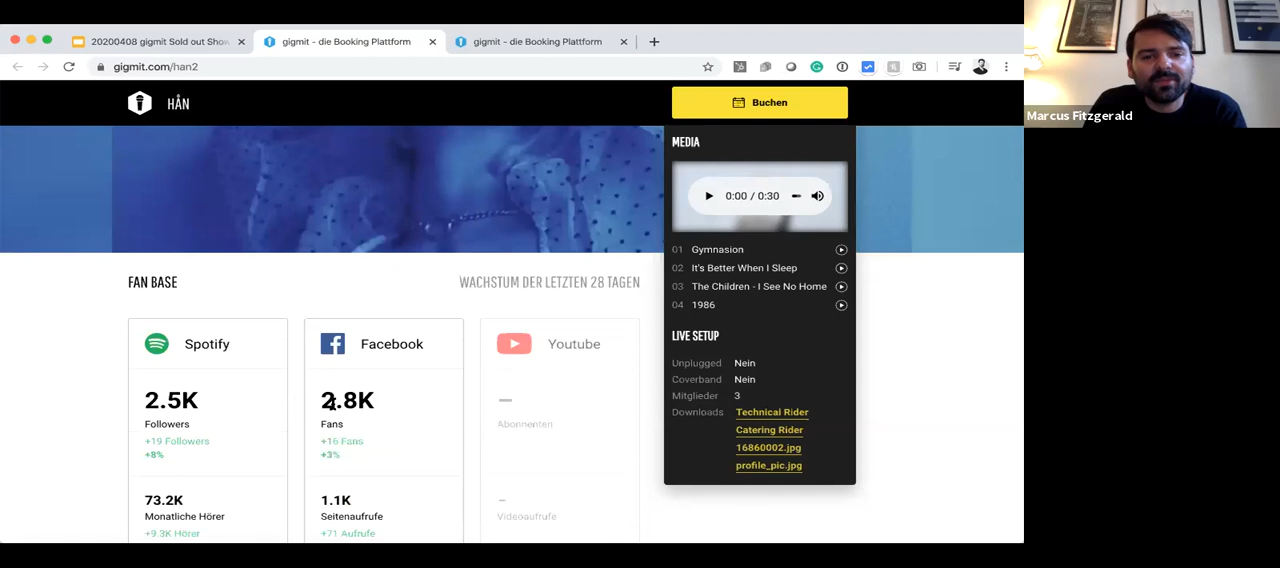 20200408 gigmit Sold out Show
gigmit - die Booking Plattform
gigmit - die Booking Plattform
gigmit.com/han2
Marcus Fitzgerald
HÅN
Buchen
MEDIA
0:00 / 0:30
01 Gymnasion
02 It's Better When I Sleep
03 The Children - I See No Home
04 1986
LIVE SETUP
Unplugged Nein
Coverband Nein
Mitglieder 3
Downloads Technical Rider
Catering Rider
16860002.jpg
profile_pic.jpg
FAN BASE
WACHSTUM DER LETZTEN 28 TAGEN
Spotify
2.5K
Followers
+19 Followers
+8%
73.2K
Monatliche Hörer
+9.3K Hörer
Facebook
2.8K
Fans
+16 Fans
+3%
1.1K
Seitenaufrufe
+71 Aufrufe
Youtube
–
Abonnenten
–
Videoaufrufe